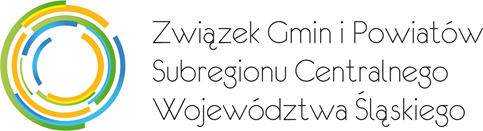 Związek Gmin i Powiatów
Subregionu Centralnego
Województwa Śląskiego